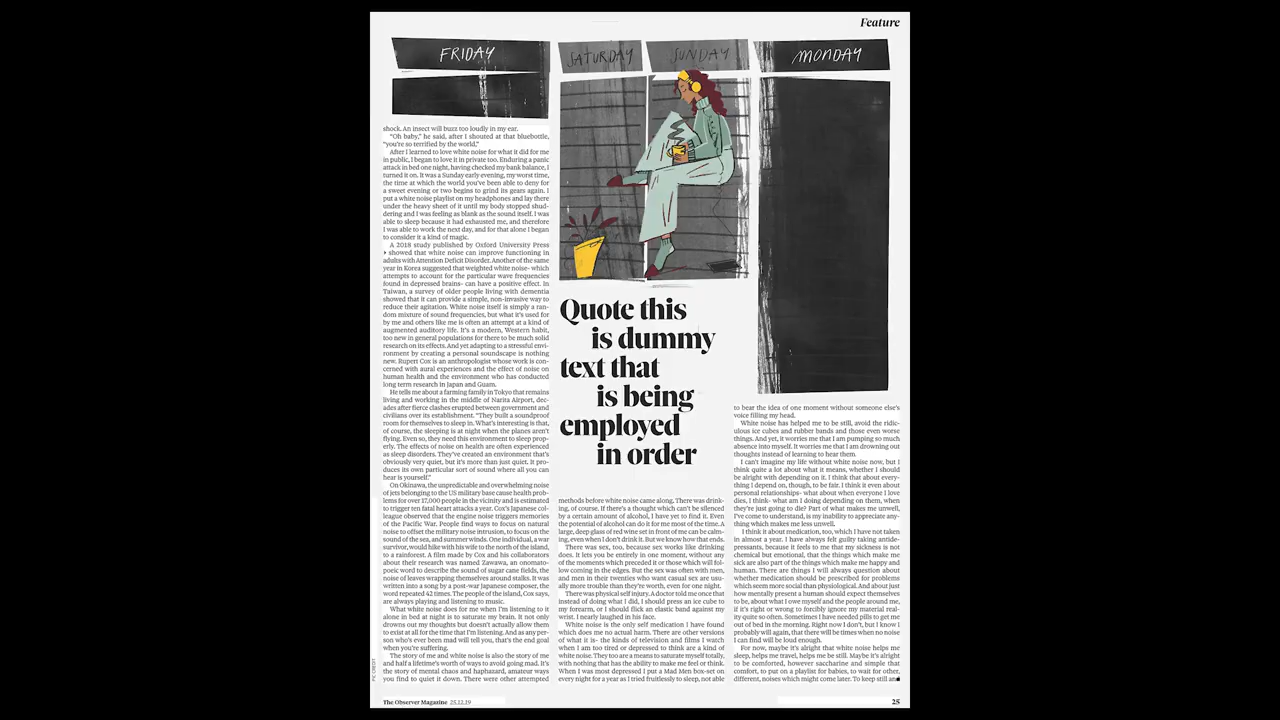 Feature
FRIDAY
SATURDAY
SUNDAY
MONDAY
shock. An insect will buzz too loudly in my ear.
"Oh baby," he said, after I shouted at that bluebottle,
"you're so terrified by the world,"
After I learned to love white noise for what it did for me
in public, I began to love it in private too. Enduring a panic
attack in bed one night, having checked my bank balance, I
turned it on. It was a Sunday early evening, my worst time,
the time at which the world you've been able to deny for
a sweet evening or two begins to grind its gears again. I
put a white noise playlist on my headphones and lay there
under the heavy sheet of it until my body stopped shud-
dering and I was feeling as blank as the sound itself. I was
able to sleep because it had exhausted me, and therefore
I was able to work the next day, and for that alone I began
to consider it a kind of magic.
A 2018 study published by Oxford University Press
showed that white noise can improve functioning in
adults with Attention Deficit Disorder. Another of the same
year in Korea suggested that weighted white noise- which
attempts to account for the particular wave frequencies
found in depressed brains- can have a positive effect. In
Taiwan, a survey of older people living with dementia
showed that it can provide a simple, non-invasive way to
reduce their agitation. White noise itself is simply a ran-
dom mixture of sound frequencies, but what it's used for
by me and others like me is often an attempt at a kind of
augmented auditory life. It's a modern, Western habit,
too new in general populations for there to be much solid
research on its effects. And yet adapting to a stressful envi-
ronment by creating a personal soundscape is nothing
new. Rupert Cox is an anthropologist whose work is con-
cerned with aural experiences and the effect of noise on
human health and the environment who has conducted
long term research in Japan and Guam.
He tells me about a farming family in Tokyo that remains
living and working in the middle of Narita Airport, dec-
ades after fierce clashes erupted between government and
civilians over its establishment. "They built a soundproof
room for themselves to sleep in. What's interesting is that,
of course, the sleeping is at night when the planes aren't
flying. Even so, they need this environment to sleep prop-
erly. The effects of noise on health are often experienced
as sleep disorders. They've created an environment that's
obviously very quiet, but it's more than just quiet. It pro-
duces its own particular sort of sound where all you can
hear is yourself."
On Okinawa, the unpredictable and overwhelming noise
of jets belonging to the US military base cause health prob-
lems for over 17,000 people in the vicinity and is estimated
to trigger ten fatal heart attacks a year. Cox's Japanese col-
league observed that the engine noise triggers memories
of the Pacific War. People find ways to focus on natural
noise to offset the military noise intrusion, to focus on the
sound of the sea, and summer winds. One individual, a war
survivor, would hike with his wife to the north of the island,
to a rainforest. A film made by Cox and his collaborators
about their research was named Zawawa, an onomato-
poeic word to describe the sound of sugar cane fields, the
noise of leaves wrapping themselves around stalks. It was
written into a song by a post-war Japanese composer, the
word repeated 42 times. The people of the island, Cox says,
are always playing and listening to music.
What white noise does for me when I'm listening to it
alone in bed at night is to saturate my brain. It not only
drowns out my thoughts but doesn't actually allow them
to exist at all for the time that I'm listening. And as any per-
son who's ever been mad will tell you, that's the end goal
when you're suffering.
The story of me and white noise is also the story of me
and half a lifetime's worth of ways to avoid going mad. It's
the story of mental chaos and haphazard, amateur ways
you find to quiet it down. There were other attempted
Quote this
is dummy
text that
is being
employed
in order
methods before white noise came along. There was drink-
ing, of course. If there's a thought which can't be silenced
by a certain amount of alcohol, I have yet to find it. Even
the potential of alcohol can do it for me most of the time. A
large, deep glass of red wine set in front of me can be calm-
ing, even when I don't drink it. But we know how that ends.
There was sex, too, because sex works like drinking
does. It lets you be entirely in one moment, without any
of the moments which preceded it or those which will fol-
low coming in the edges. But the sex was often with men,
and men in their twenties who want casual sex are usu-
ally more trouble than they're worth, even for one night.
There was physical self injury. A doctor told me once that
instead of doing what I did, I should press an ice cube to
my forearm, or I should flick an elastic band against my
wrist. I nearly laughed in his face.
White noise is the only self medication I have found
which does me no actual harm. There are other versions
of what it is- the kinds of television and films I watch
when I am too tired or depressed to think are a kind of
white noise. They too are a means to saturate myself totally,
with nothing that has the ability to make me feel or think.
When I was most depressed I put a Mad Men box-set on
every night for a year as I tried fruitlessly to sleep, not able
to bear the idea of one moment without someone else's
voice filling my head.
White noise has helped me to be still, avoid the ridic-
ulous ice cubes and rubber bands and those even worse
things. And yet, it worries me that I am pumping so much
absence into myself. It worries me that I am drowning out
thoughts instead of learning to hear them.
I can't imagine my life without white noise now, but I
think quite a lot about what it means, whether I should
be alright with depending on it. I think that about every-
thing I depend on, though, to be fair. I think it even about
personal relationships- what about when everyone I love
dies, I think- what am I doing depending on them, when
they're just going to die? Part of what makes me unwell,
I've come to understand, is my inability to appreciate any-
thing which makes me less unwell.
I think about medication, too, which I have not taken
in almost a year. I have always felt guilty taking antide-
pressants, because it feels to me that my sickness is not
chemical but emotional, that the things which make me
sick are also part of the things which make me happy and
human. There are things I will always question about
whether medication should be prescribed for problems
which seem more social than physiological. And about just
how mentally present a human should expect themselves
to be, about what I owe myself and the people around me,
if it's right or wrong to forcibly ignore my material real-
ity quite so often. Sometimes I have needed pills to get me
out of bed in the morning. Right now I don't, but I know I
probably will again, that there will be times when no noise
I can find will be loud enough.
For now, maybe it's alright that white noise helps me
sleep, helps me travel, helps me be still. Maybe it's alright
to be comforted, however saccharine and simple that
comfort, to put on a playlist for babies, to wait for other,
different, noises which might come later. To keep still and
PIC CREDIT
The Observer Magazine 25.12.19
25